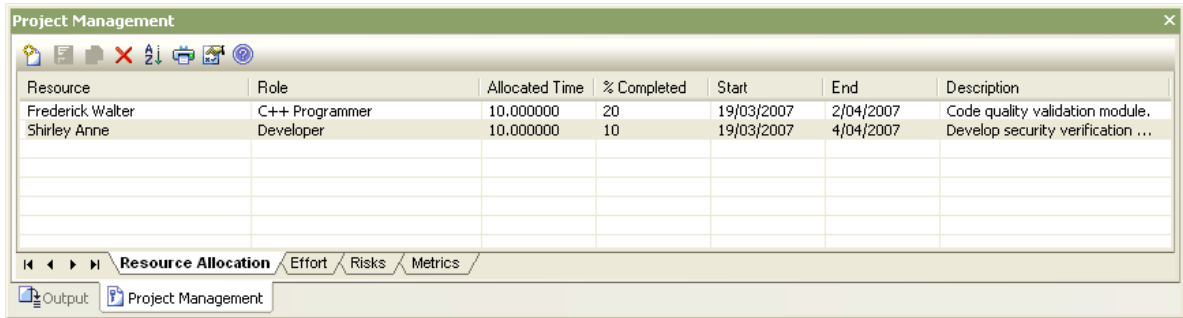 Project Management
Resource Role Allocated Time % Completed Start End Description
Frederick Walter C++ Programmer 10.000000 20 19/03/2007 2/04/2007 Code quality validation module.
Shirley Anne Developer 10.000000 10 19/03/2007 4/04/2007 Develop security verification ...
Resource Allocation Effort Risks Metrics
Output Project Management